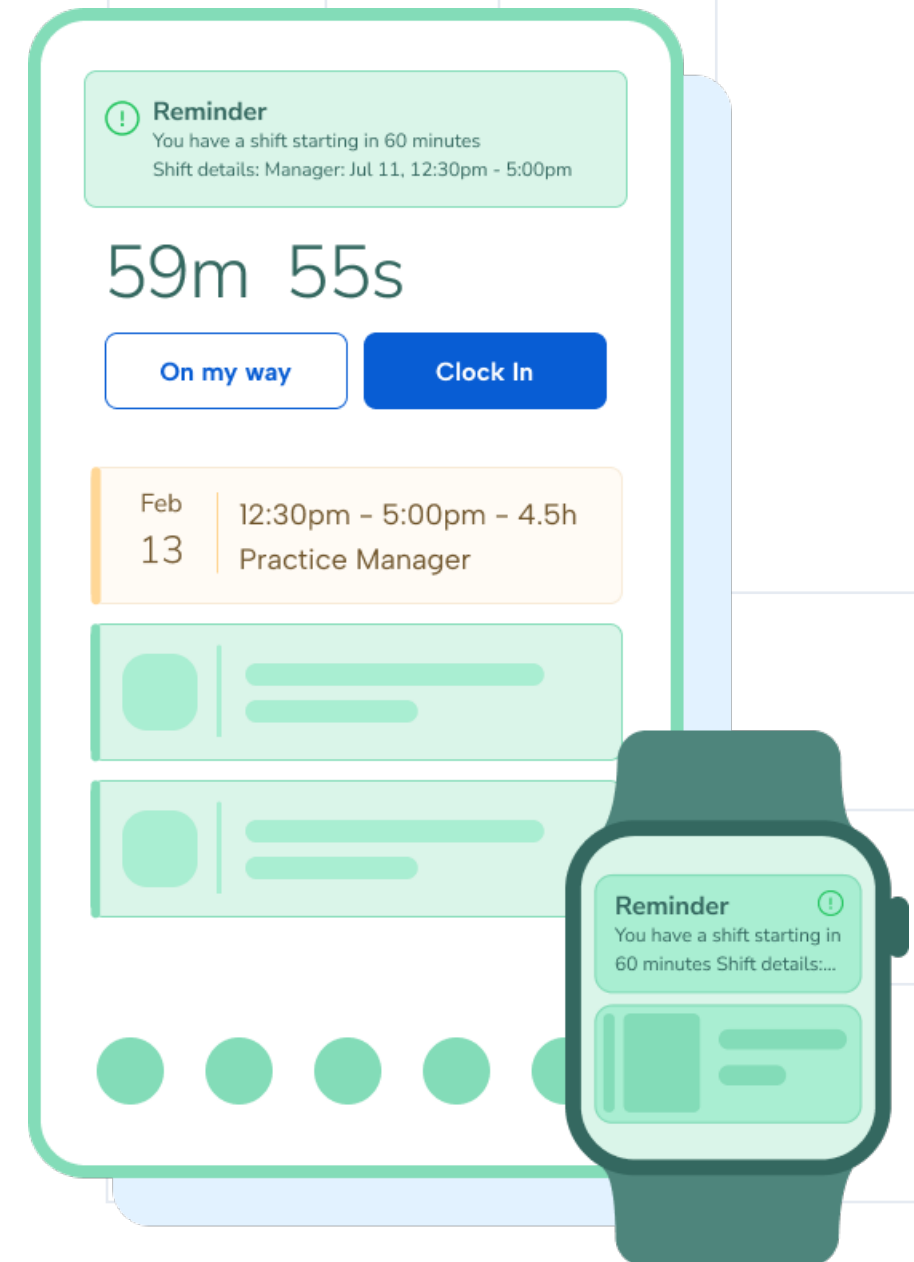 Reminder
You have a shift starting in 60 minutes
Shift details: Manager: Jul 11, 12:30pm - 5:00pm
59m 55s
On my way
Clock In
Feb
13
12:30pm - 5:00pm - 4.5h
Practice Manager
Reminder
You have a shift starting in
60 minutes Shift details:...